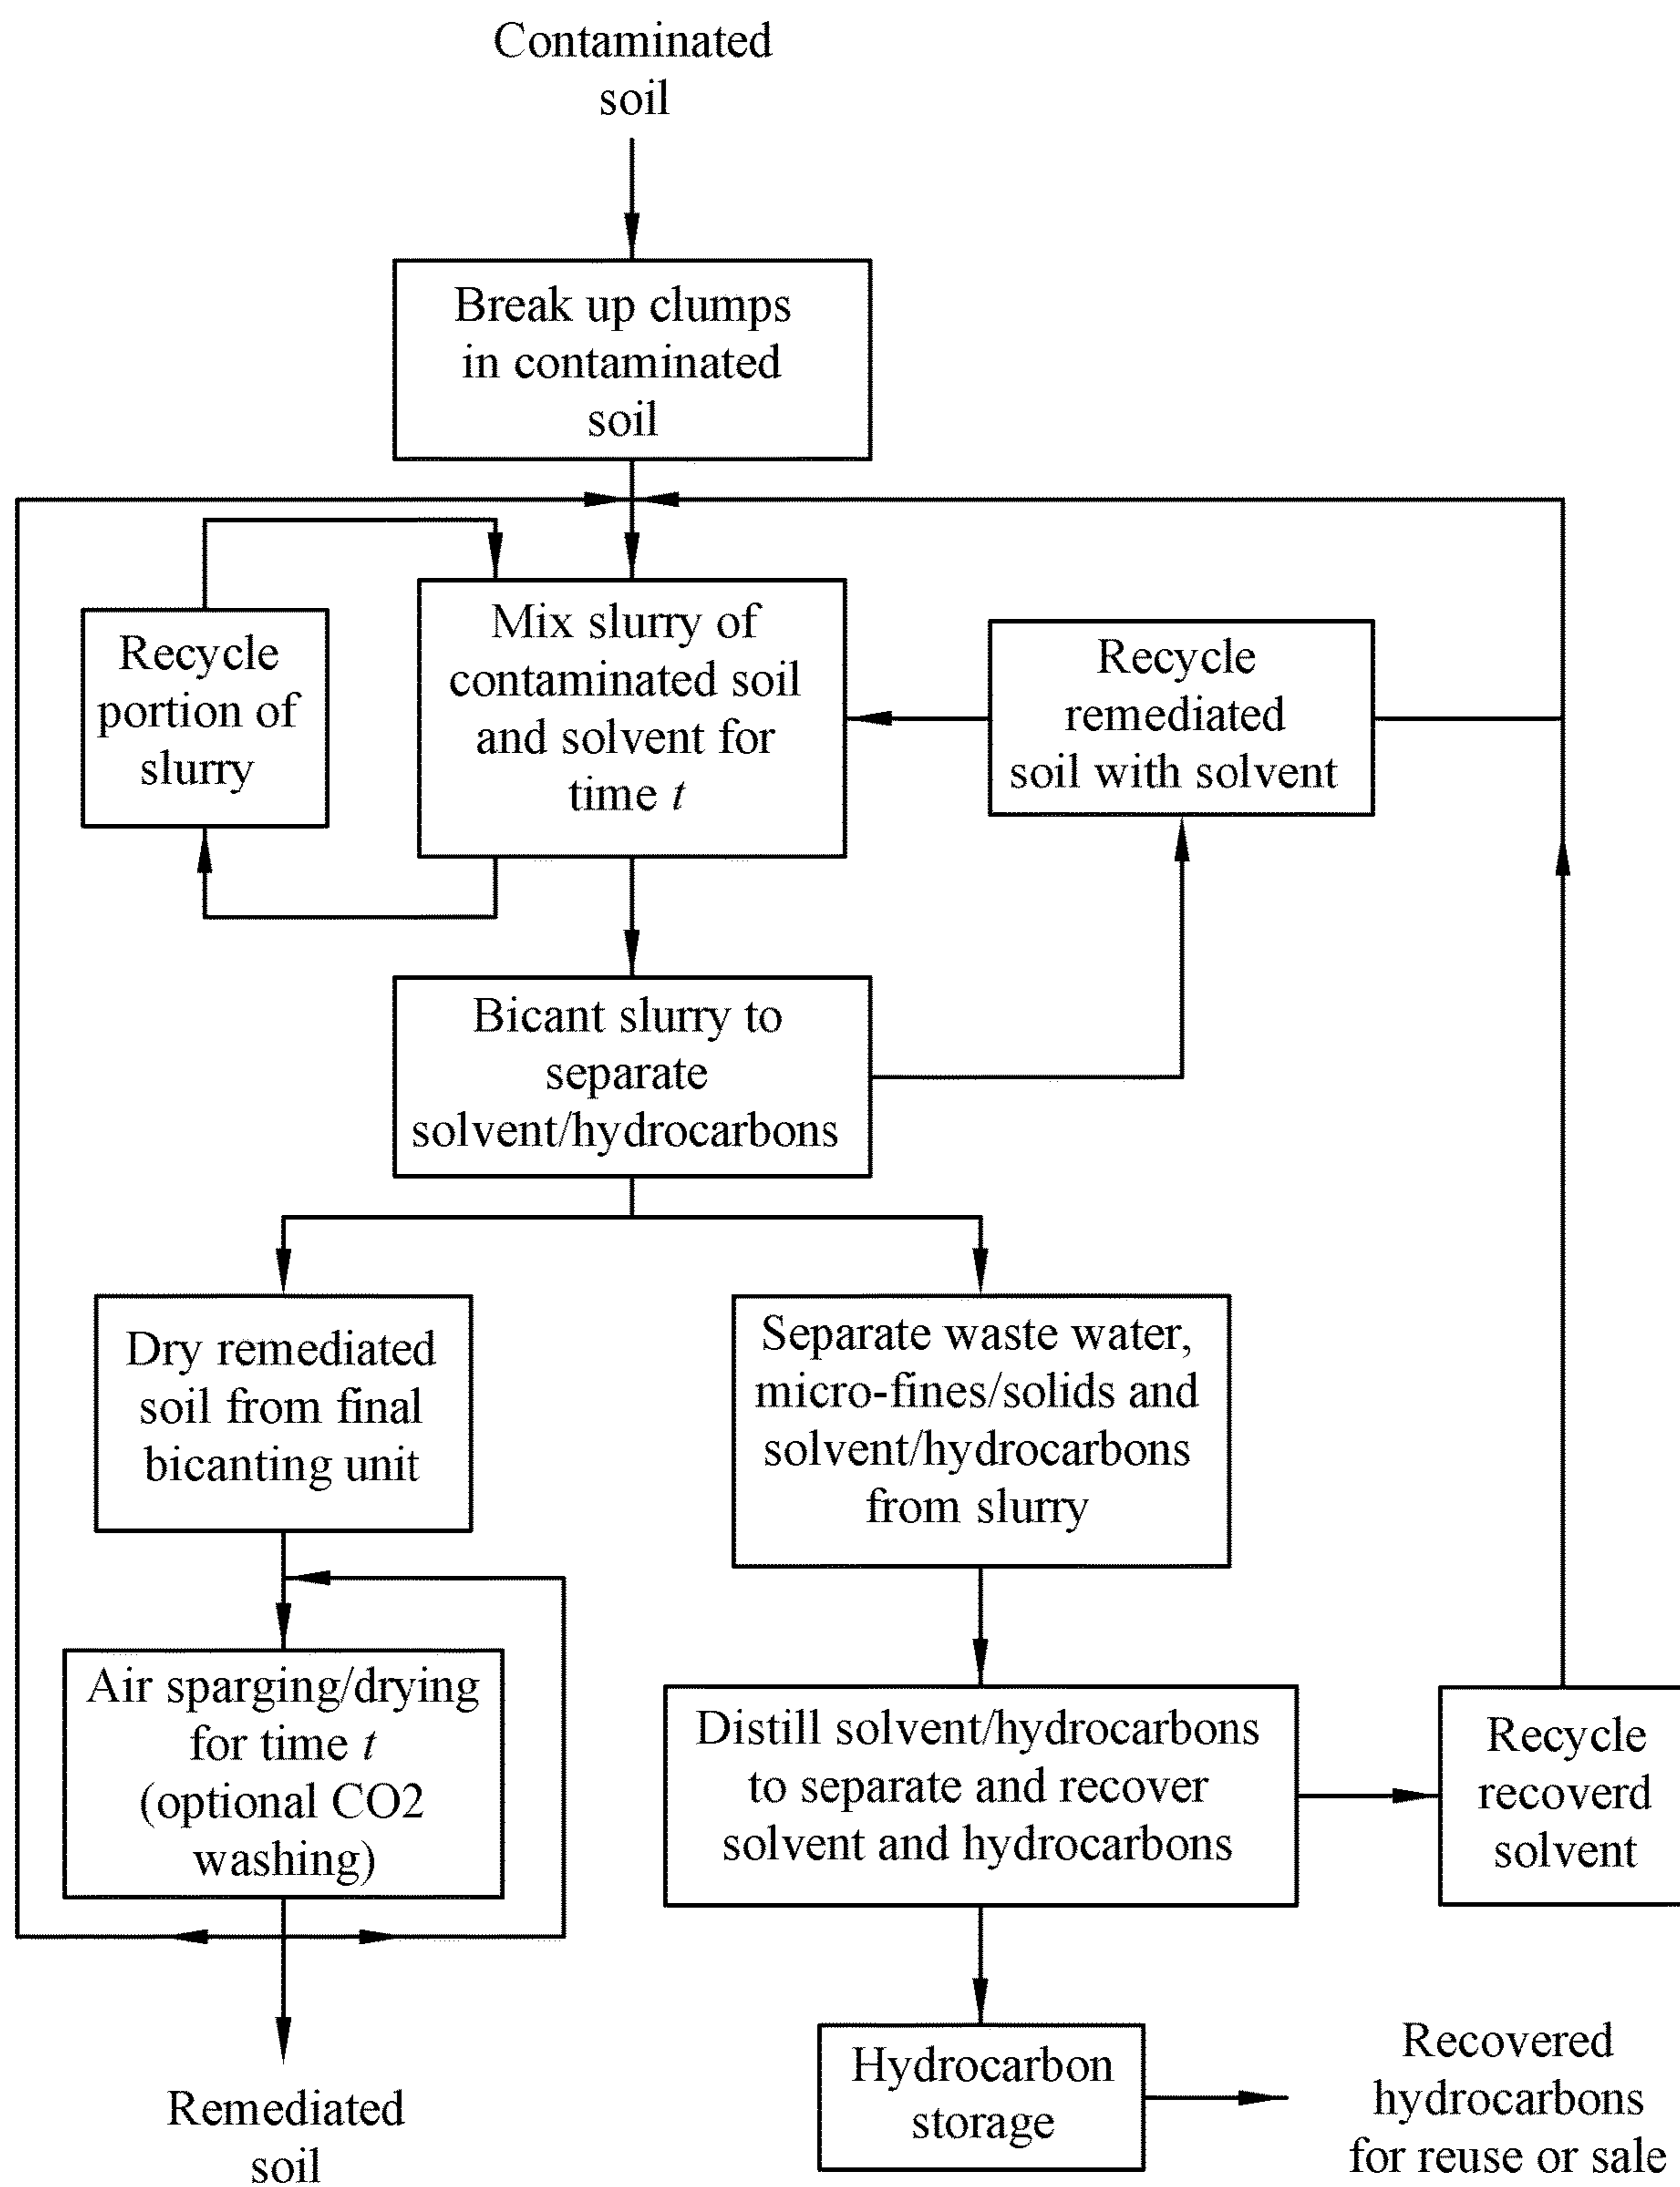 Contaminated
soil
Break up clumps
in contaminated
soil
Recycle
portion of
slurry
Mix slurry of
contaminated soil
and solvent for
time t
Recycle
remediated
soil with solvent
Bicant slurry to
separate
solvent/hydrocarbons
Dry remediated
soil from final
bicanting unit
Separate waste water,
micro-fines/solids and
solvent/hydrocarbons
from slurry
Air sparging/drying
for time t
(optional CO2
washing)
Distill solvent/hydrocarbons
to separate and recover
solvent and hydrocarbons
Recycle
recoverd
solvent
Remediated
soil
Hydrocarbon
storage
Recovered
hydrocarbons
for reuse or sale